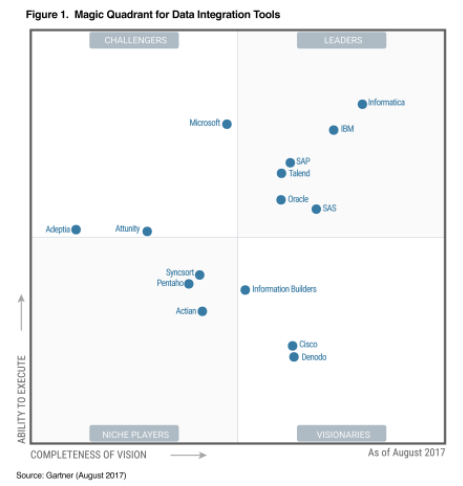 Figure 1. Magic Quadrant for Data Integration Tools
CHALLENGERS
LEADERS
Informatica
Microsoft
IBM
SAP
Talend
Oracle
SAS
Adeptia
Attunity
Syncsort
Pentaho
Information Builders
Actian
Cisco
Denodo
ABILITY TO EXECUTE
NICHE PLAYERS
VISIONARIES
COMPLETENESS OF VISION
As of August 2017
Source: Gartner (August 2017)